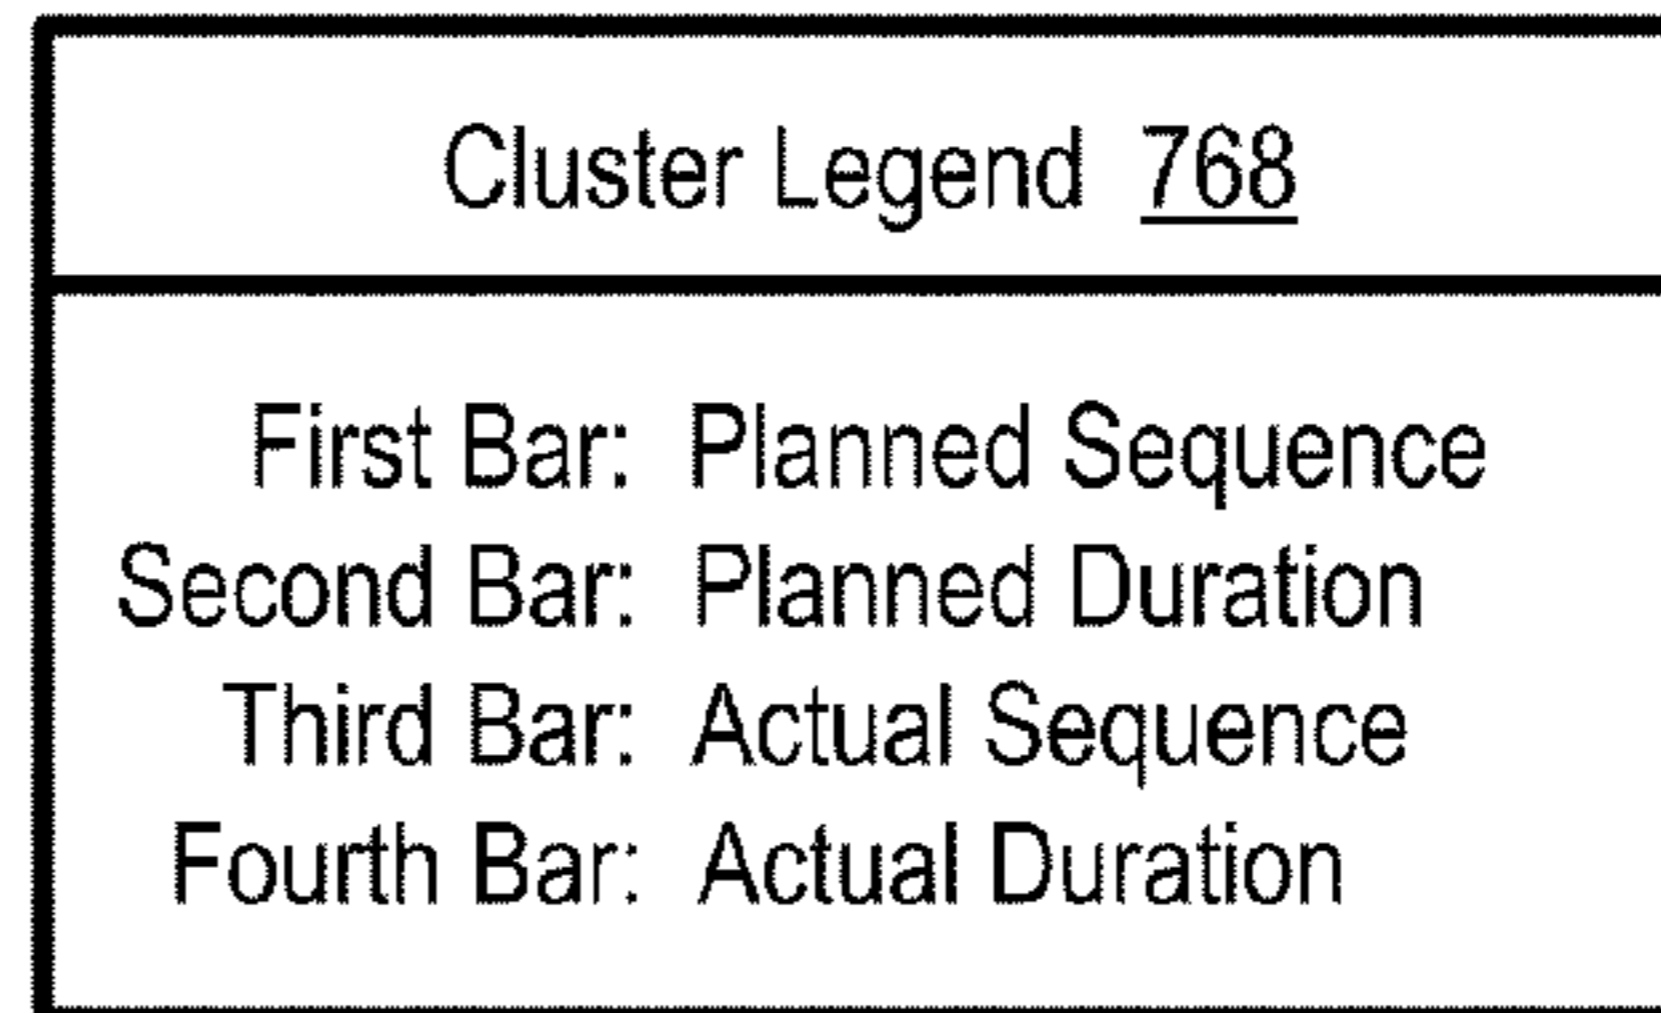 Cluster Legend 768
First Bar: Planned Sequence
Second Bar: Planned Duration
Third Bar: Actual Sequence
Fourth Bar: Actual Duration